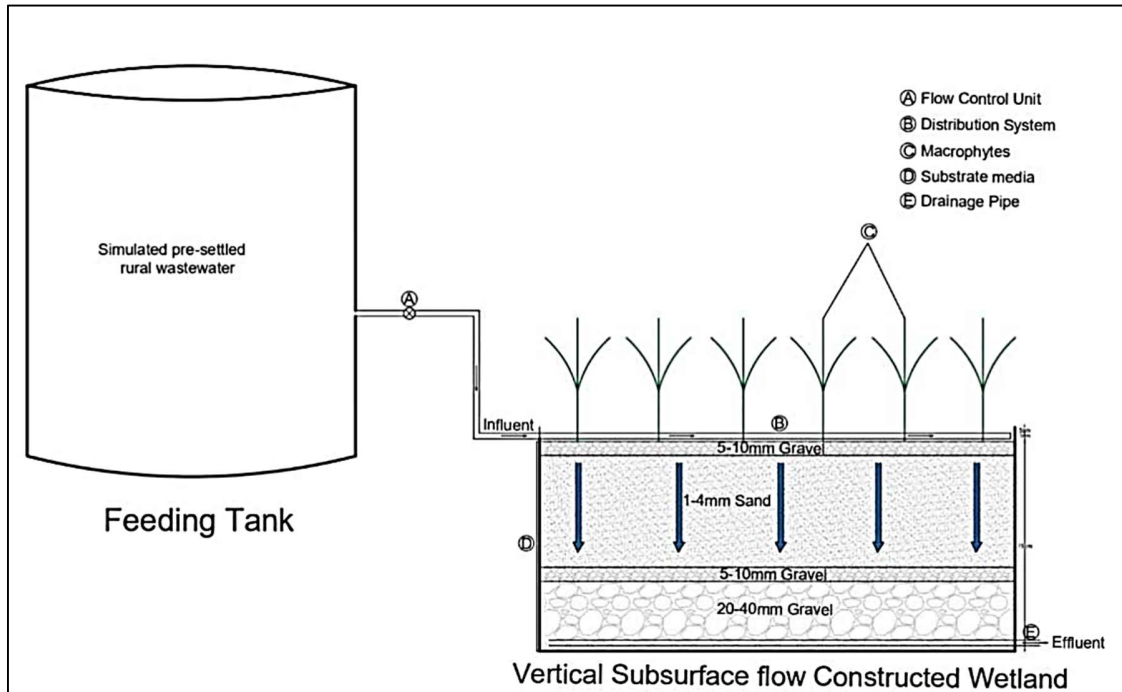 Ⓐ Flow Control Unit
Ⓑ Distribution System
Ⓒ Macrophytes
Ⓓ Substrate media
Ⓔ Drainage Pipe
Simulated pre-settled
rural wastewater
Ⓐ
Ⓒ
Influent
Ⓑ
5-10mm Gravel
1-4mm Sand
Ⓓ
5-10mm Gravel
20-40mm Gravel
Ⓔ
Effluent
Feeding Tank
Vertical Subsurface flow Constructed Wetland